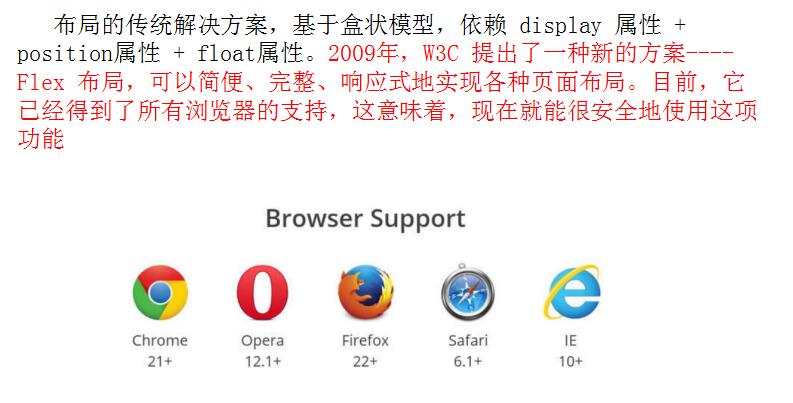 布局的传统解决方案，基于盒状模型，依赖 display 属性 +
position属性 + float属性。2009年，W3C 提出了一种新的方案----
Flex 布局，可以简便、完整、响应式地实现各种页面布局。目前，它
已经得到了所有浏览器的支持，这意味着，现在就能很安全地使用这项
功能
Browser Support
Chrome Opera Firefox Safari IE
21+ 12.1+ 22+ 6.1+ 10+